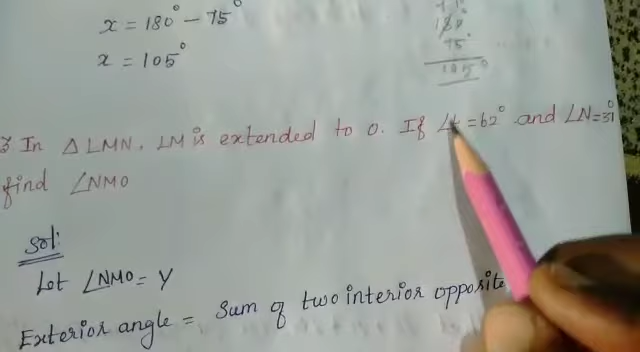 x = 180° - 75°
x = 105°
180
75°
105°
3 In △LMN, LM is extended to O. If ∠L = 62° and ∠N = 31°
find ∠NMO
Sol:
Let ∠NMO = Y
Exterior angle = Sum of two interior opposite